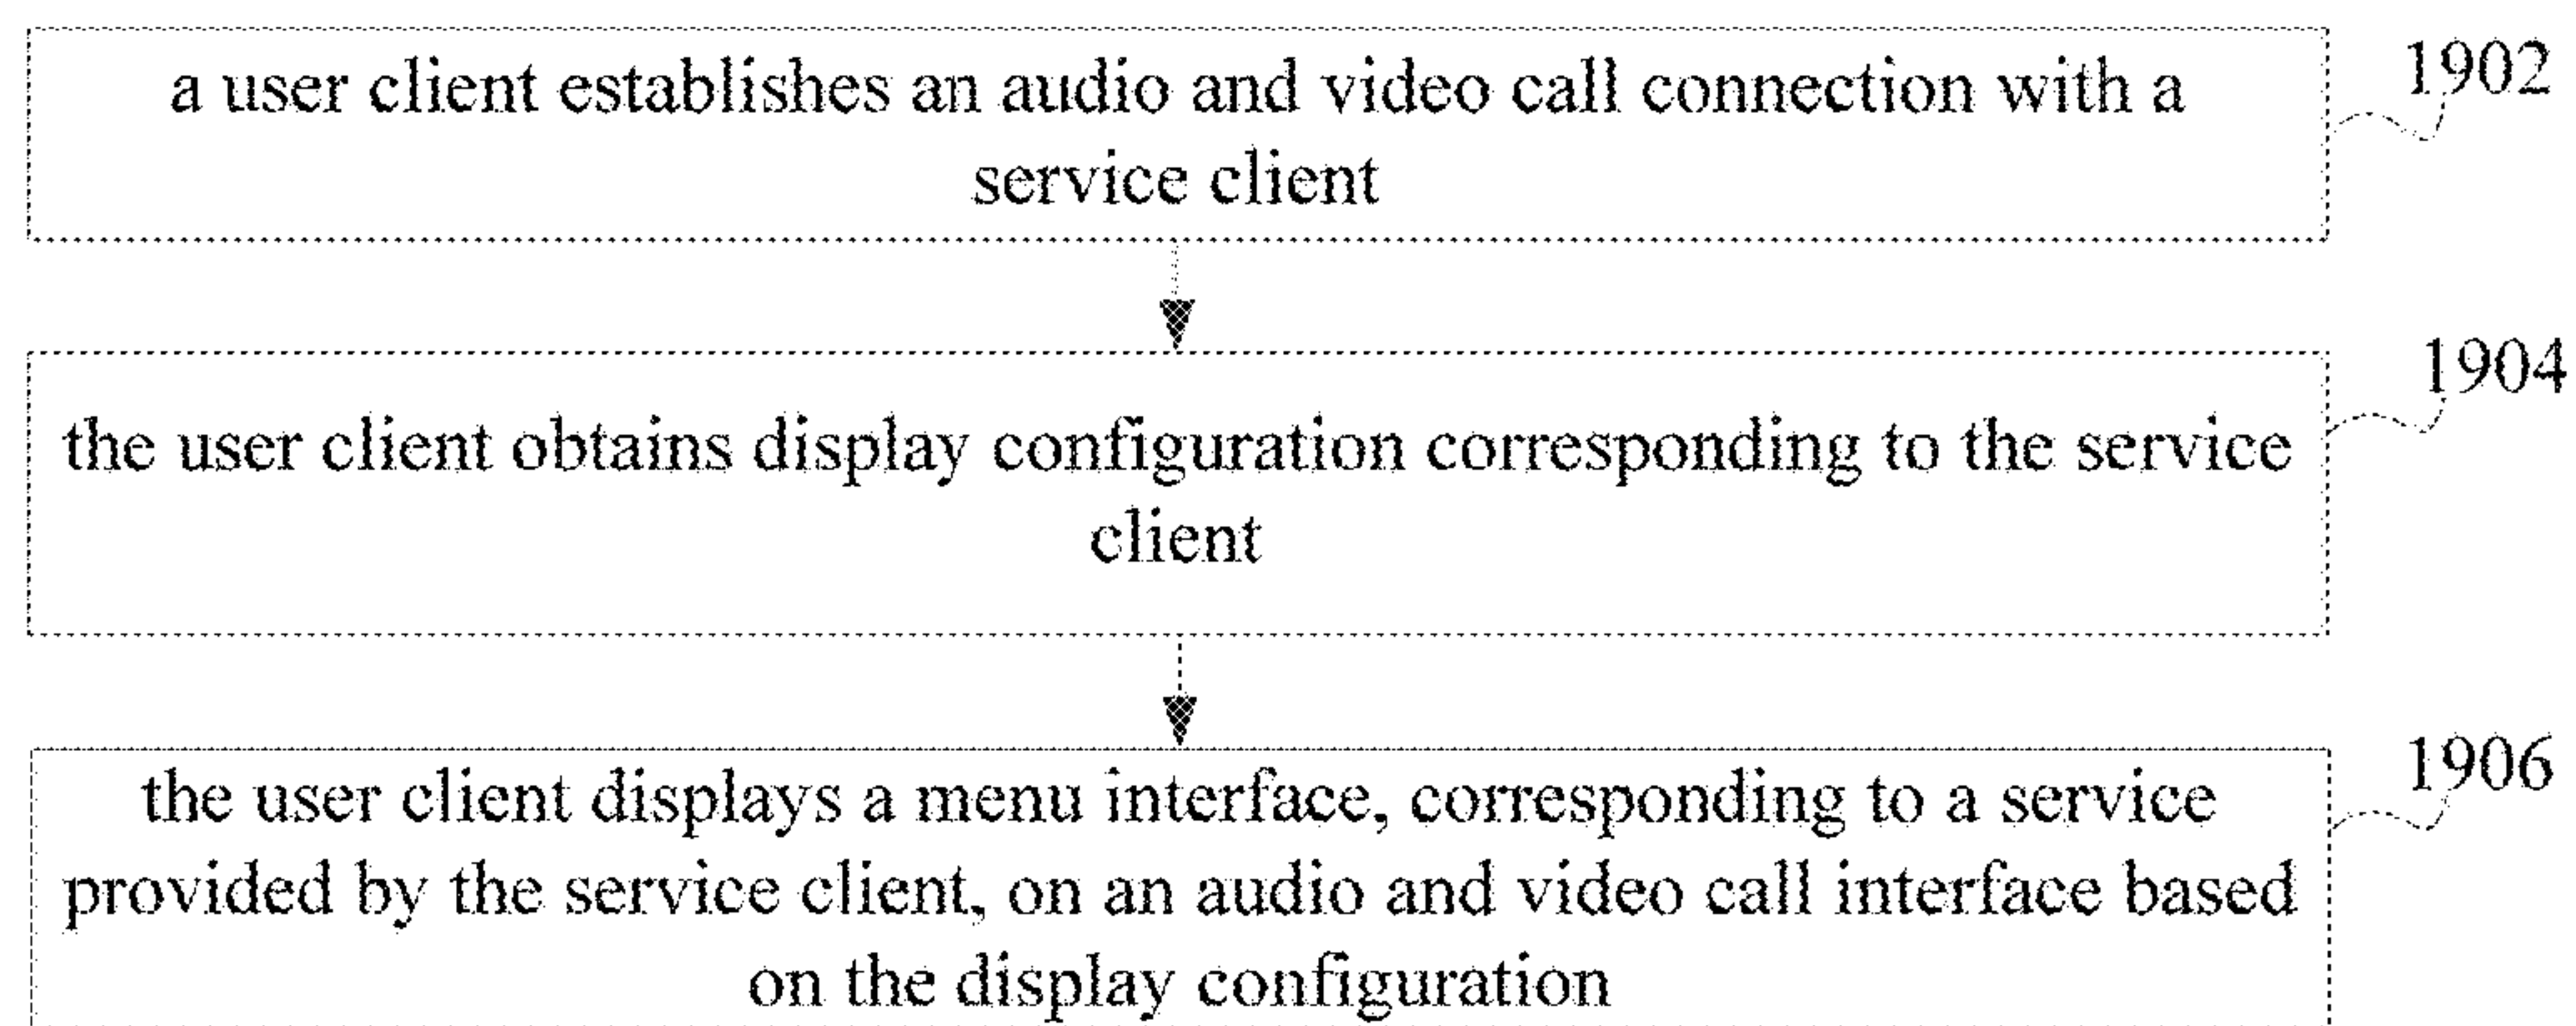 a user client establishes an audio and video call connection with a
service client
1902
the user client obtains display configuration corresponding to the service
client
1904
the user client displays a menu interface, corresponding to a service
provided by the service client, on an audio and video call interface based
on the display configuration
1906